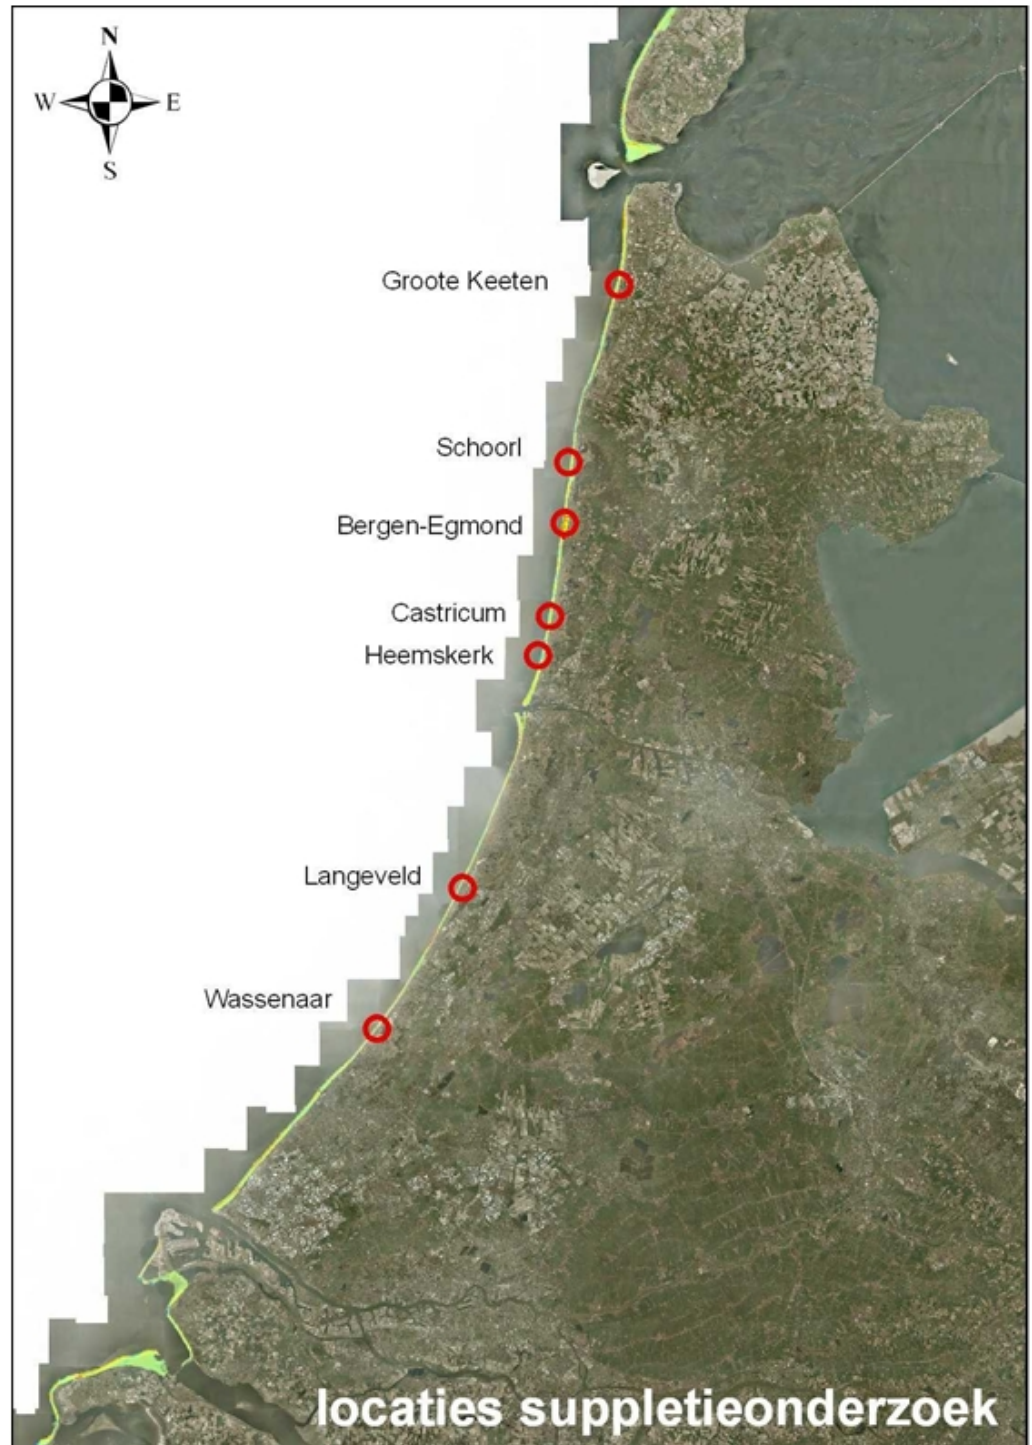 N
W E
S
Groote Keeten
Schoorl
Bergen-Egmond
Castricum
Heemskerk
Langeveld
Wassenaar
locaties suppletieonderzoek